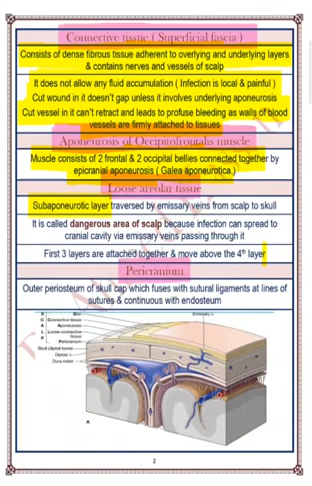 Connective tissue ( Superficial fascia )
Consists of dense fibrous tissue adherent to overlying and underlying layers
& contains nerves and vessels of scalp
It does not allow any fluid accumulation ( Infection is local & painful )
Cut wound in it doesn't gap unless it involves underlying aponeurosis
Cut vessel in it can't retract and leads to profuse bleeding as walls of blood
vessels are firmly attached to tissues
Aponeurosis of Occiptofrontalis muscle
Muscle consists of 2 frontal & 2 occipital bellies connected together by
epicranial aponeurosis ( Galea aponeurotica.)
Loose areolar tissue
Subaponeurotic layer traversed by emissary veins from scalp to skull
It is called dangerous area of scalp because infection can spread to
cranial cavity via emissary veins passing through it
First 3 layers are attached together & move above the 4th layer
Pericranium
Outer periosteum of skull cap which fuses with sutural ligaments at lines of
sutures & continuous with endosteum
S Skin
C Connective tissue
A Aponeurosis
L Loose connective
tissue
P Pericranium
Skull (diploic bone)
Diploic v.
Dura mater
Emissary v.
A
2